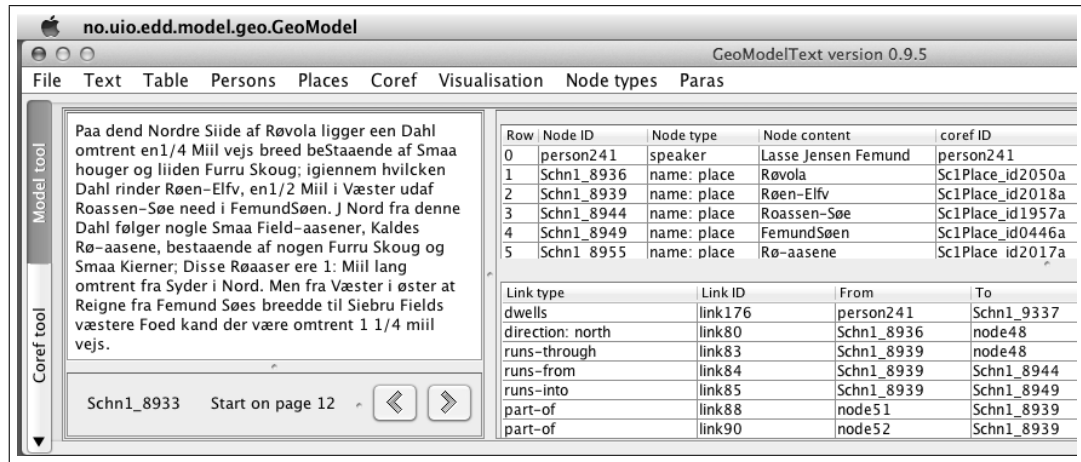 no.uio.edd.model.geo.GeoModel
GeoModelText version 0.9.5
File Text Table Persons Places Coref Visualisation Node types Paras
Model tool
Coref tool
Paa dend Nordre Siide af Røvola ligger een Dahl
omtrent en1/4 Miil vejs breed beStaaende af Smaa
houger og liiden Furru Skoug; igiennem hvilcken
Dahl rinder Røen-Elfv, en1/2 Miil i Væster udaf
Roassen-Søe need i FemundSøen. J Nord fra denne
Dahl følger nogle Smaa Field-aasener, Kaldes
Rø-aasene, bestaaende af nogen Furru Skoug og
Smaa Kierner; Disse Røaaser ere 1: Miil lang
omtrent fra Syder i Nord. Men fra Væster i øster at
Reigne fra Femund Søes breedde til Siebru Fields
væstere Foed kand der være omtrent 1 1/4 miil
vejs.
Schn1_8933 Start on page 12
Row Node ID Node type Node content coref ID
0 person241 speaker Lasse Jensen Femund person241
1 Schn1_8936 name: place Røvola Sc1Place_id2050a
2 Schn1_8939 name: place Røen-Elfv Sc1Place_id2018a
3 Schn1_8944 name: place Roassen-Søe Sc1Place_id1957a
4 Schn1_8949 name: place FemundSøen Sc1Place_id0446a
5 Schn1_8955 name: place Rø-aasene Sc1Place_id2017a
Link type Link ID From To
dwells link176 person241 Schn1_9337
direction: north link80 Schn1_8936 node48
runs-through link83 Schn1_8939 node48
runs-from link84 Schn1_8939 Schn1_8944
runs-into link85 Schn1_8939 Schn1_8949
part-of link88 node51 Schn1_8939
part-of link90 node52 Schn1_8939